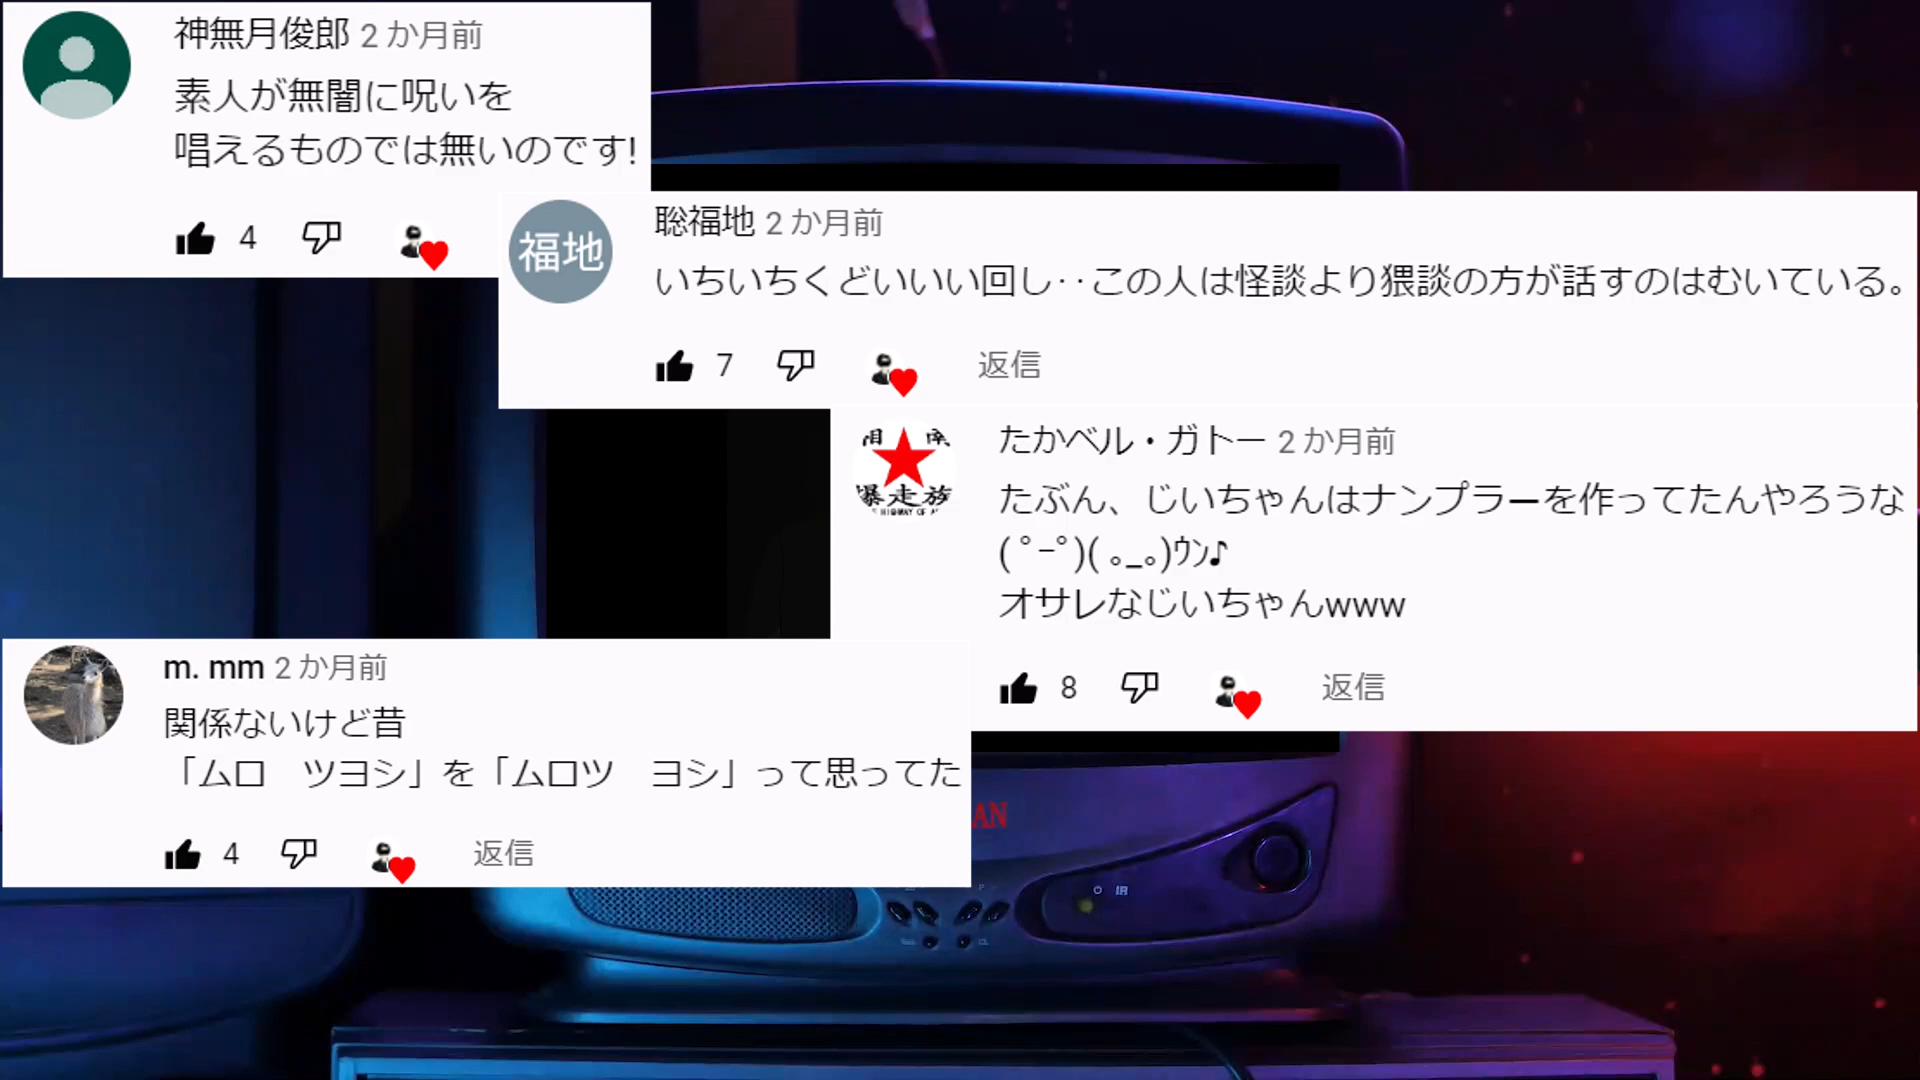 神無月俊郎 2 か月前
素人が無闇に呪いを
唱えるものでは無いのです!
4
福地
聡福地 2 か月前
いちいちくどいいい回し‥この人は怪談より猥談の方が話すのはむいている。
7 返信
たかベル・ガトー 2 か月前
たぶん、じいちゃんはナンプラーを作ってたんやろうな
( ﾟｰﾟ)( ｡_｡)ｳﾝ♪
オサレなじいちゃんwww
8 返信
爆走族
m. mm 2 か月前
関係ないけど昔
「ムロ　ツヨシ」を「ムロツ　ヨシ」って思ってた
4 返信
AN